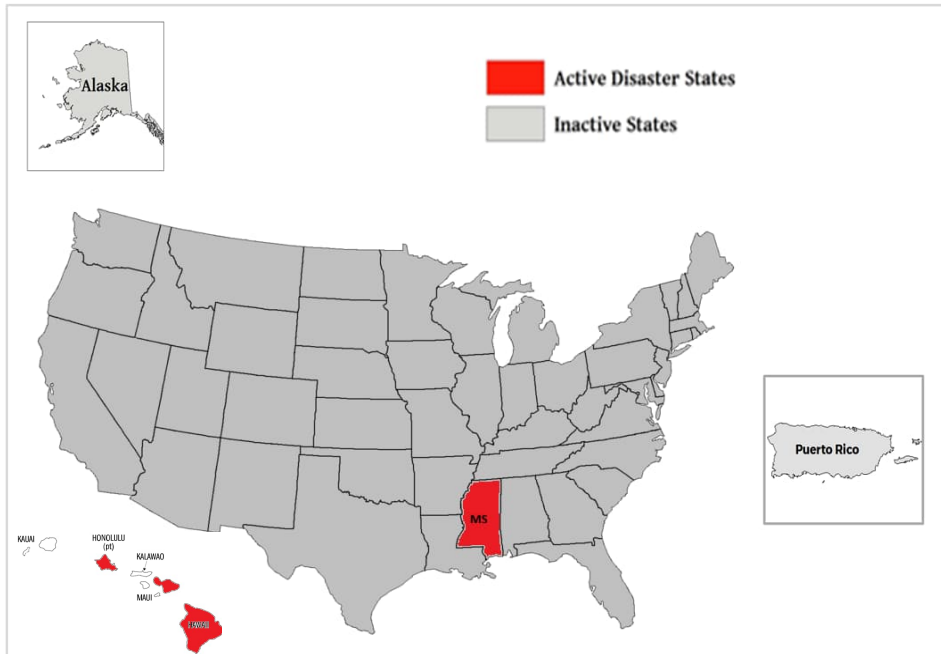 Alaska
Active Disaster States
Inactive States
Puerto Rico
MS
KAUAI
HONOLULU
(pt)
KALAWAO
MAUI
HAWAII